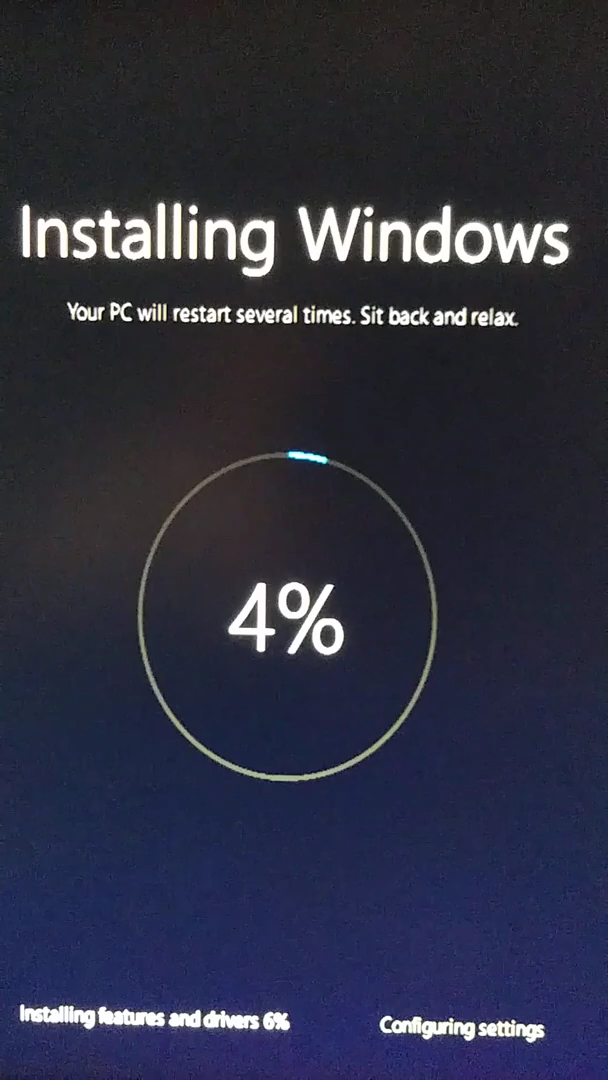 Installing Windows
Your PC will restart several times. Sit back and relax.
4%
Installing features and drivers 6%
Configuring settings